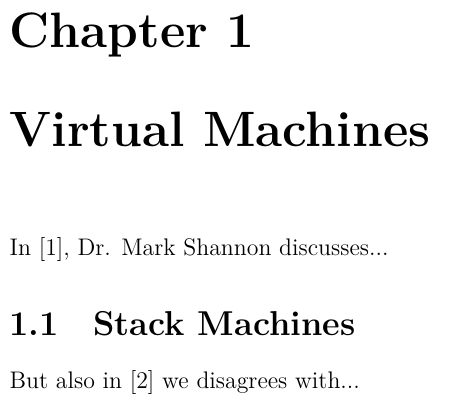 Chapter 1
Virtual Machines
In [1], Dr. Mark Shannon discusses...
1.1 Stack Machines
But also in [2] we disagrees with...